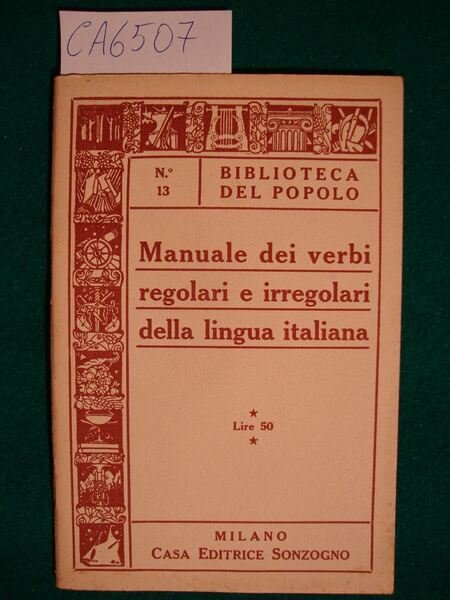 CA6507
N.° 13
BIBLIOTECA
DEL POPOLO
Manuale dei verbi
regolari e irregolari
della lingua italiana
Lire 50
MILANO
CASA EDITRICE SONZOGNO